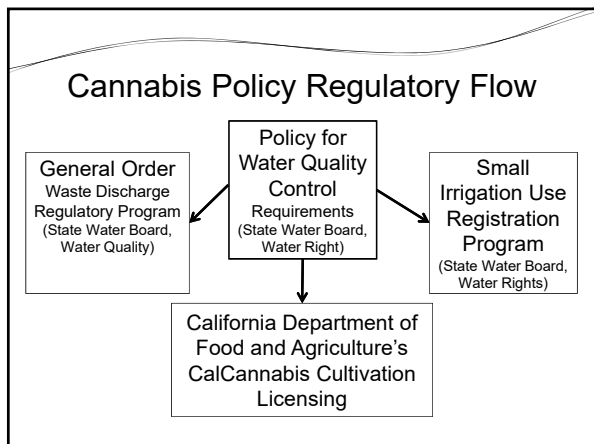 Cannabis Policy Regulatory Flow
General Order
Waste Discharge
Regulatory Program
(State Water Board,
Water Quality)
Policy for
Water Quality
Control
Requirements
(State Water Board,
Water Right)
Small
Irrigation Use
Registration
Program
(State Water Board,
Water Rights)
California Department of
Food and Agriculture’s
CalCannabis Cultivation
Licensing